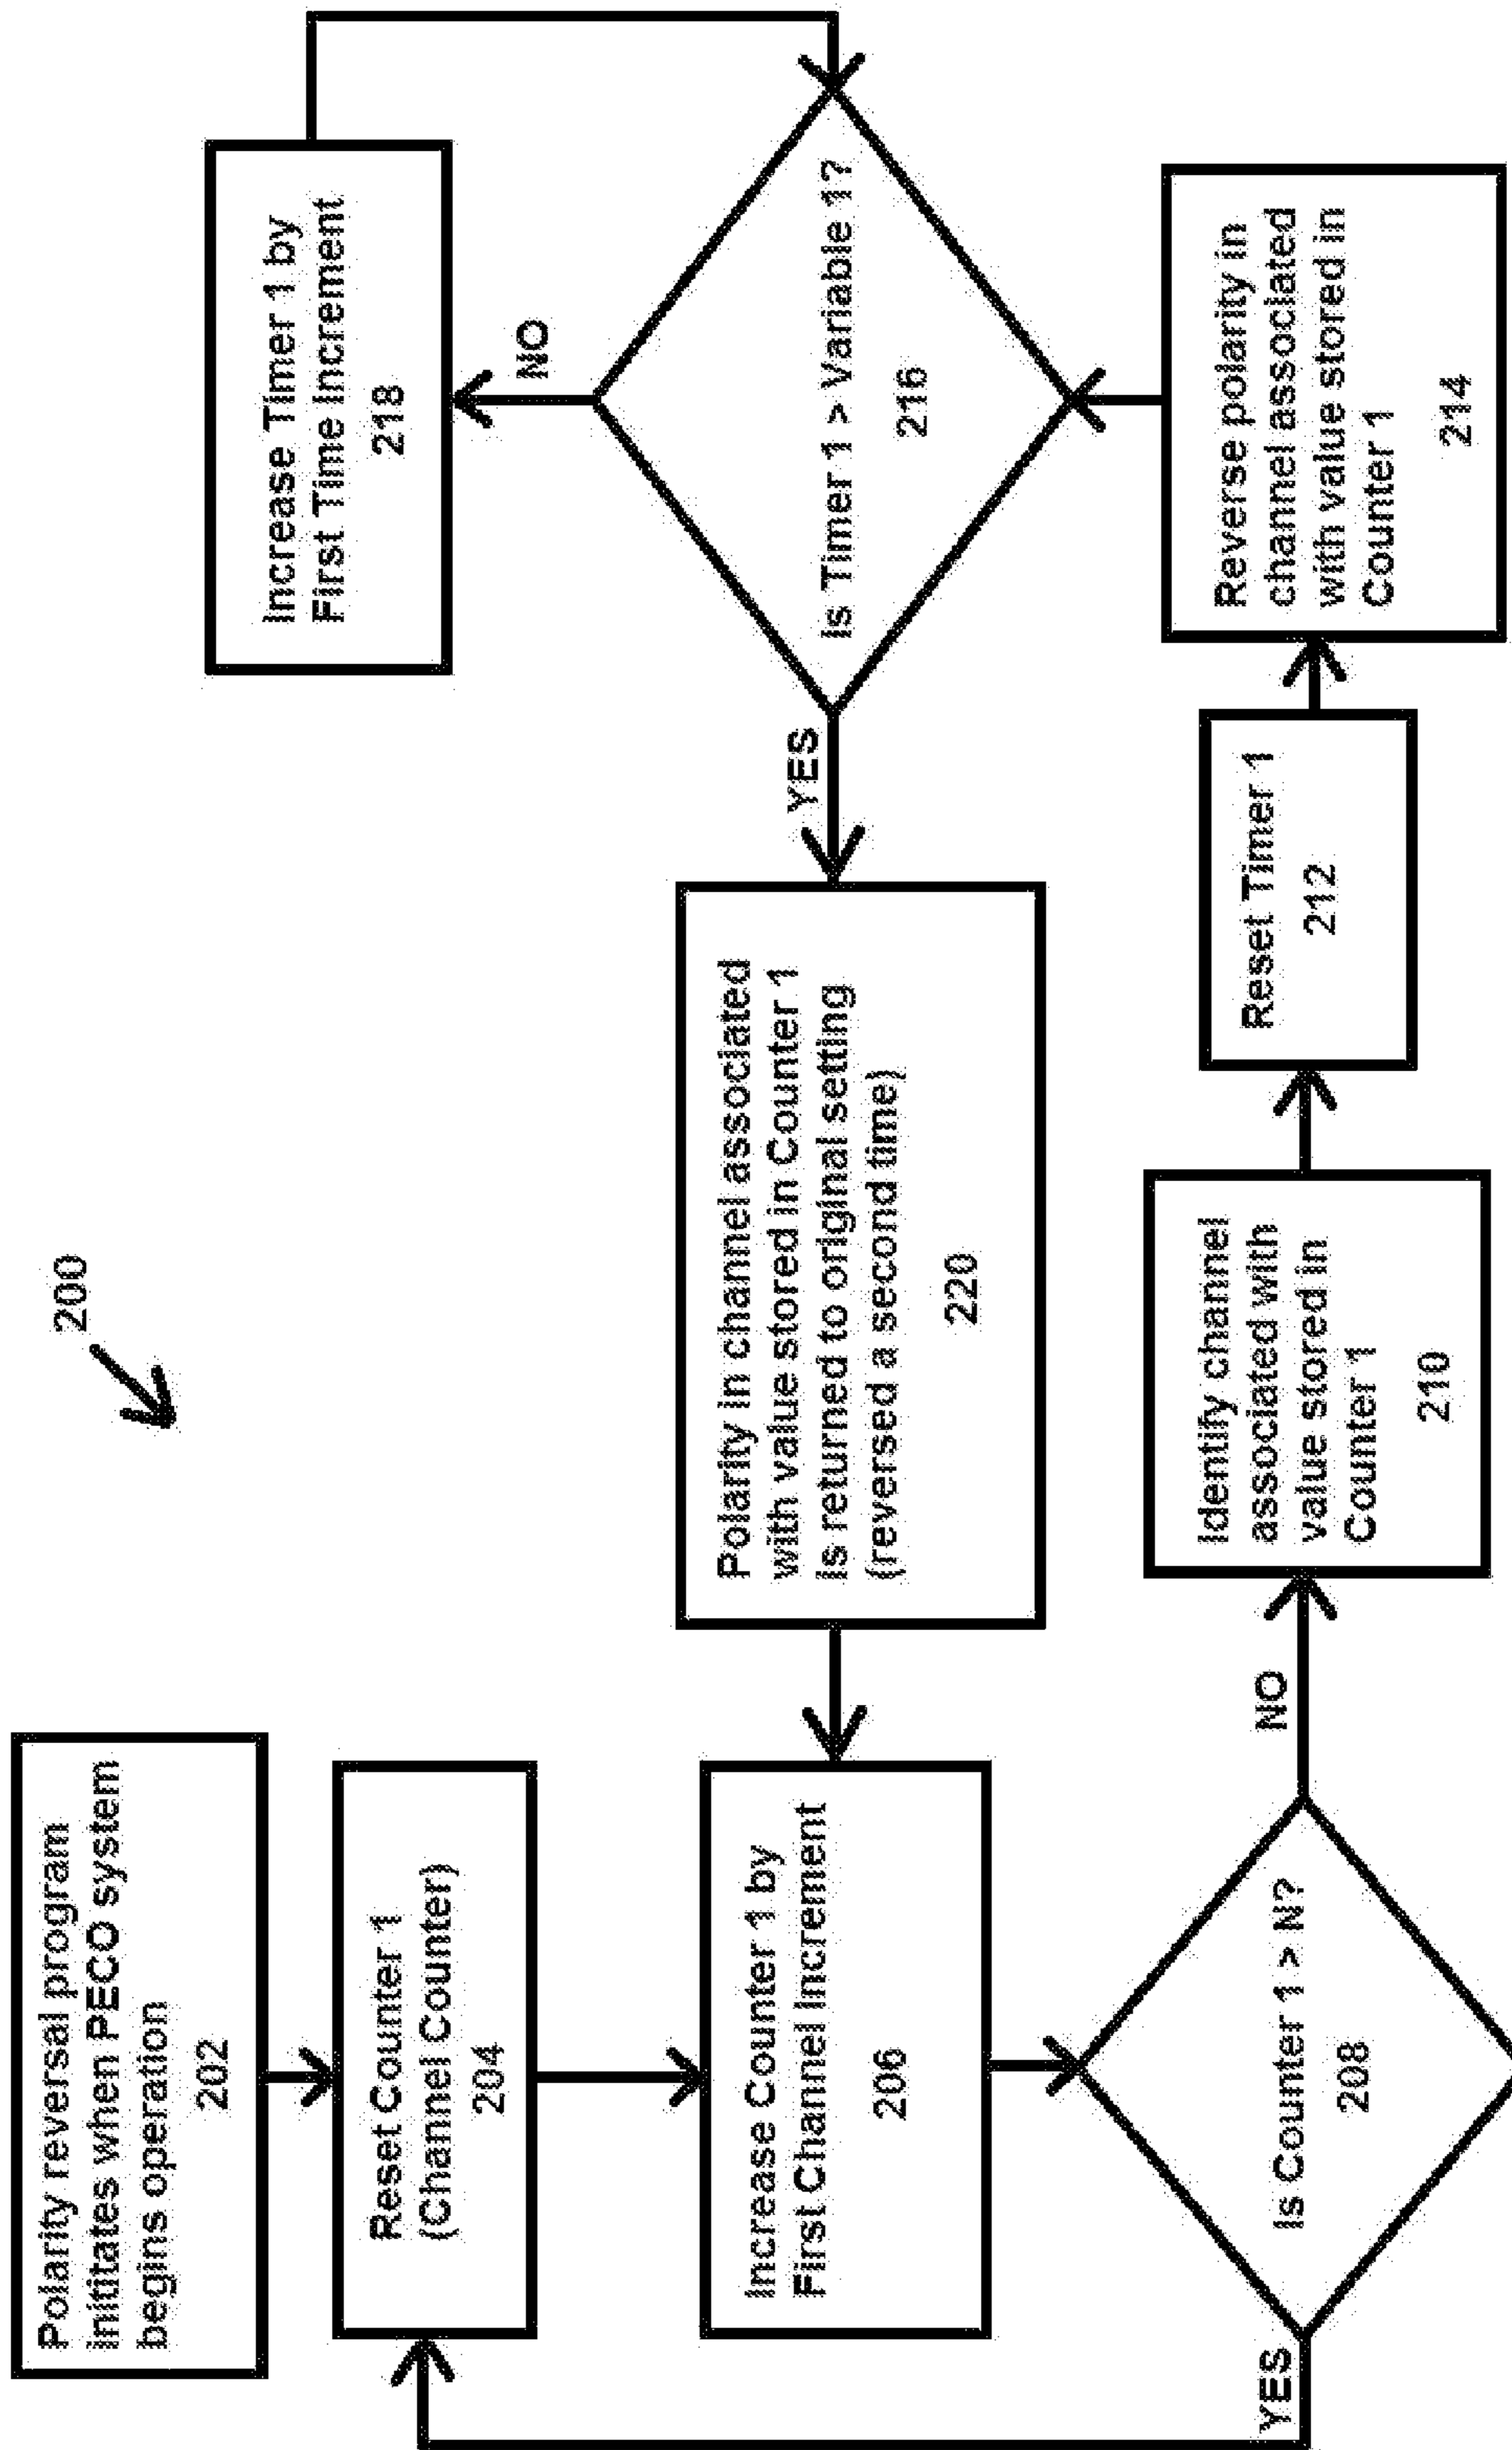 200
Polarity reversal program
inititates when PECO system
begins operation
202
Reset Counter 1
(Channel Counter)
204
Increase Counter 1 by
First Channel Increment
206
Is Counter 1 > N?
208
YES
NO
Identify channel
associated with
value stored in
Counter 1
210
Reset Timer 1
212
Reverse polarity in
channel associated
with value stored in
Counter 1
214
Is Timer 1 > Variable 1?
216
NO
Increase Timer 1 by
First Time Increment
218
YES
Polarity in channel associated
with value stored in Counter 1
is returned to original setting
(reversed a second time)
220